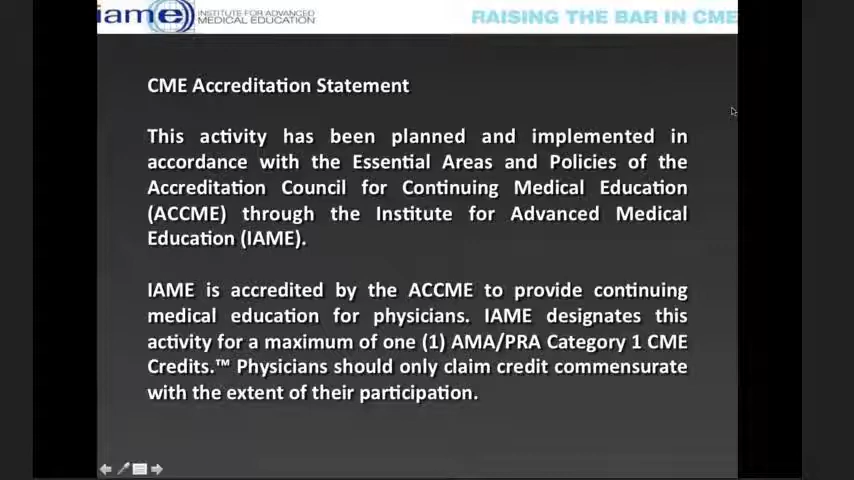 iame INSTITUTE FOR ADVANCED
MEDICAL EDUCATION
RAISING THE BAR IN CME
CME Accreditation Statement
This activity has been planned and implemented in
accordance with the Essential Areas and Policies of the
Accreditation Council for Continuing Medical Education
(ACCME) through the Institute for Advanced Medical
Education (IAME).
IAME is accredited by the ACCME to provide continuing
medical education for physicians. IAME designates this
activity for a maximum of one (1) AMA/PRA Category 1 CME
Credits.™ Physicians should only claim credit commensurate
with the extent of their participation.